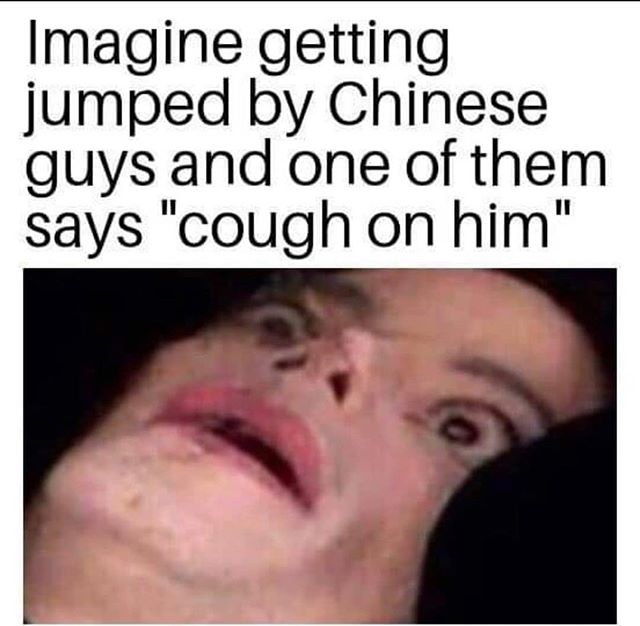 Imagine getting
jumped by Chinese
guys and one of them
says "cough on him"